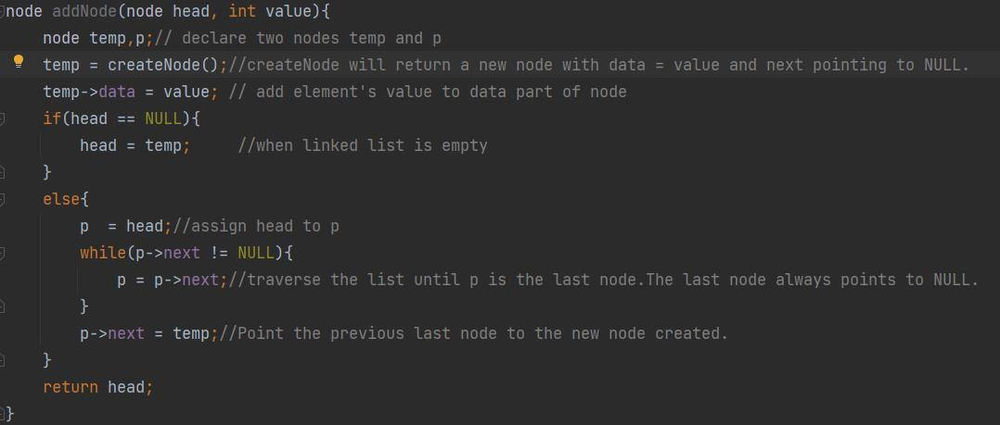 node addNode(node head, int value){
    node temp,p;// declare two nodes temp and p
    temp = createNode();//createNode will return a new node with data = value and next pointing to NULL.
    temp->data = value; // add element's value to data part of node
    if(head == NULL){
        head = temp;     //when linked list is empty
    }
    else{
        p  = head;//assign head to p
        while(p->next != NULL){
            p = p->next;//traverse the list until p is the last node.The last node always points to NULL.
        }
        p->next = temp;//Point the previous last node to the new node created.
    }
    return head;
}